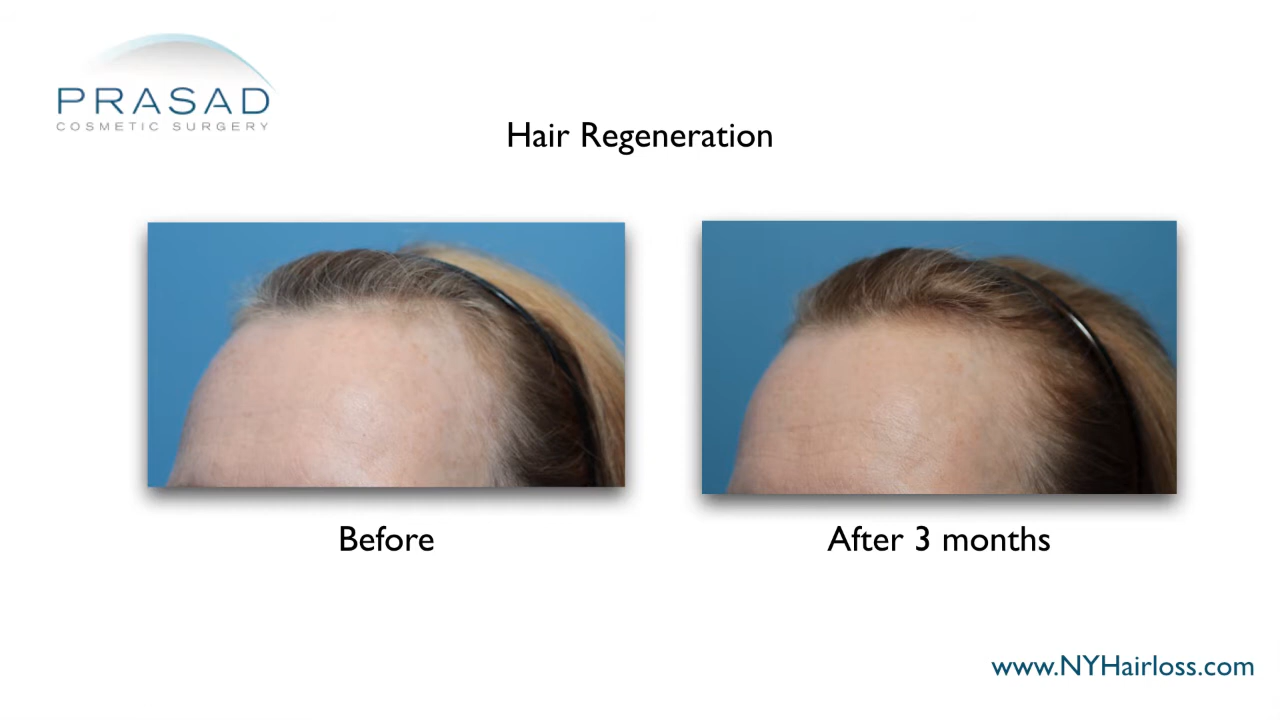 PRASAD
COSMETIC SURGERY
Hair Regeneration
Before
After 3 months
www.NYHairloss.com